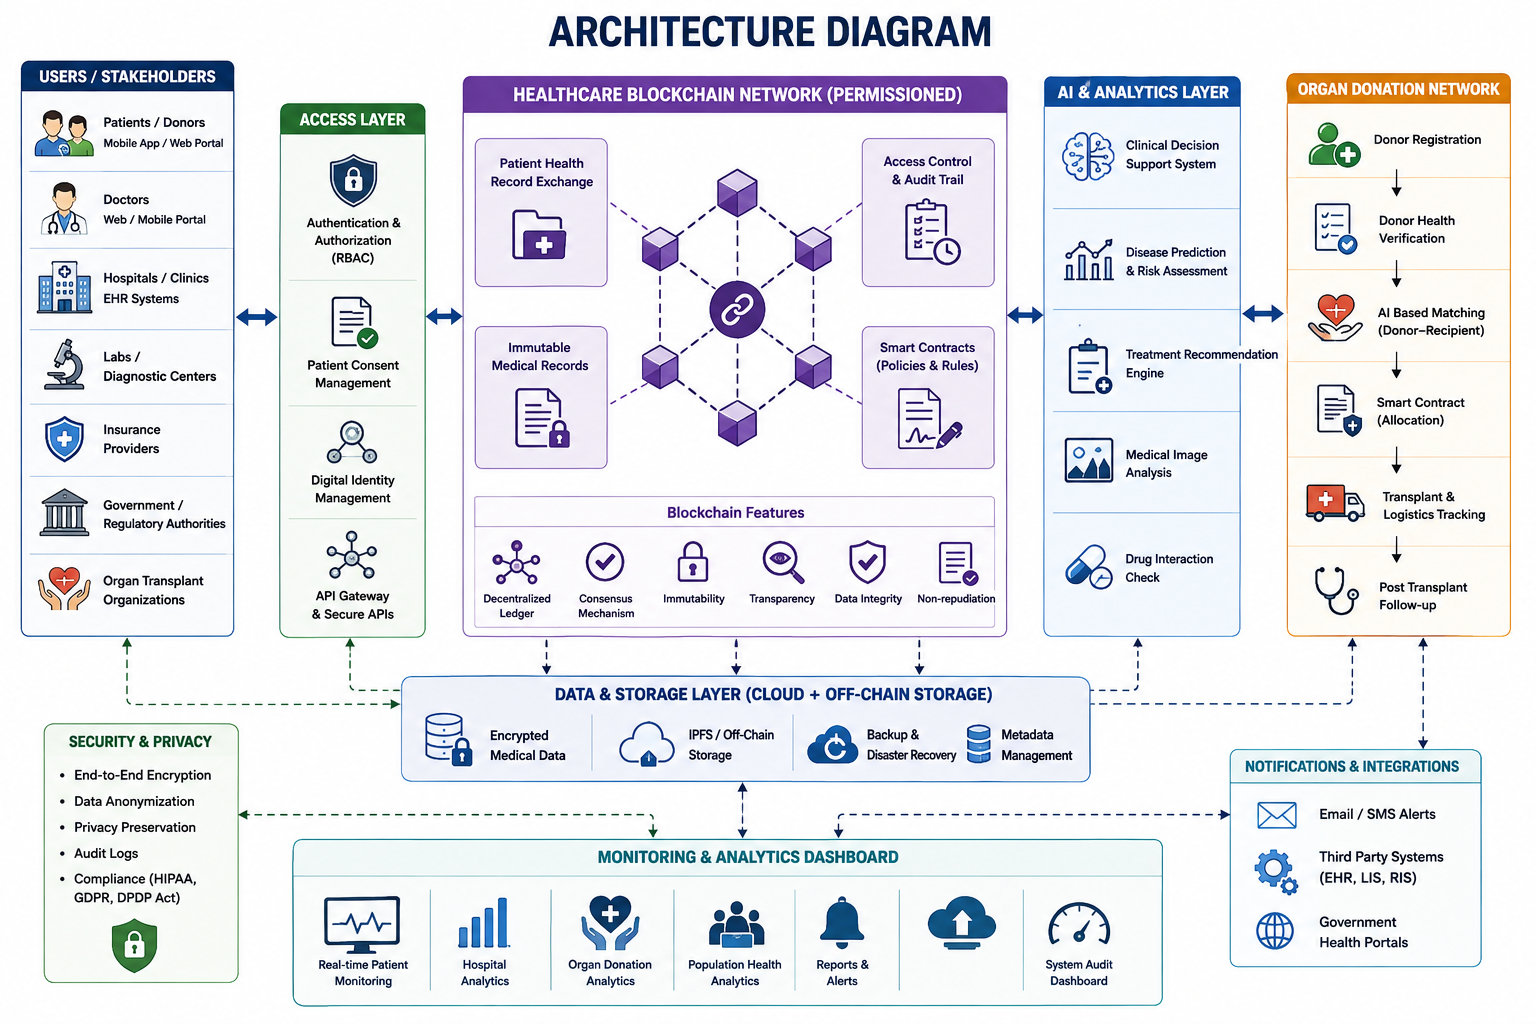 ARCHITECTURE DIAGRAM
USERS / STAKEHOLDERS
Patients / Donors
Mobile App / Web Portal
Doctors
Web / Mobile Portal
Hospitals / Clinics
EHR Systems
Labs /
Diagnostic Centers
Insurance
Providers
Government /
Regulatory Authorities
Organ Transplant
Organizations
ACCESS LAYER
Authentication &
Authorization
(RBAC)
Patient Consent
Management
Digital Identity
Management
API Gateway
& Secure APIs
HEALTHCARE BLOCKCHAIN NETWORK (PERMISSIONED)
Patient Health
Record Exchange
Access Control
& Audit Trail
Immutable
Medical Records
Smart Contracts
(Policies & Rules)
Blockchain Features
Decentralized
Ledger
Consensus
Mechanism
Immutability
Transparency
Data Integrity
Non-repudiation
AI & ANALYTICS LAYER
Clinical Decision
Support System
Disease Prediction
& Risk Assessment
Treatment Recommendation
Engine
Medical Image
Analysis
Drug Interaction
Check
ORGAN DONATION NETWORK
Donor Registration
Donor Health
Verification
AI Based Matching
(Donor–Recipient)
Smart Contract
(Allocation)
Transplant &
Logistics Tracking
Post Transplant
Follow-up
DATA & STORAGE LAYER (CLOUD + OFF-CHAIN STORAGE)
Encrypted
Medical Data
IPFS / Off-Chain
Storage
Backup &
Disaster Recovery
Metadata
Management
SECURITY & PRIVACY
• End-to-End Encryption
• Data Anonymization
• Privacy Preservation
• Audit Logs
• Compliance (HIPAA,
GDPR, DPDP Act)
MONITORING & ANALYTICS DASHBOARD
Real-time Patient
Monitoring
Hospital
Analytics
Organ Donation
Analytics
Population Health
Analytics
Reports &
Alerts
System Audit
Dashboard
NOTIFICATIONS & INTEGRATIONS
Email / SMS Alerts
Third Party Systems
(EHR, LIS, RIS)
Government
Health Portals